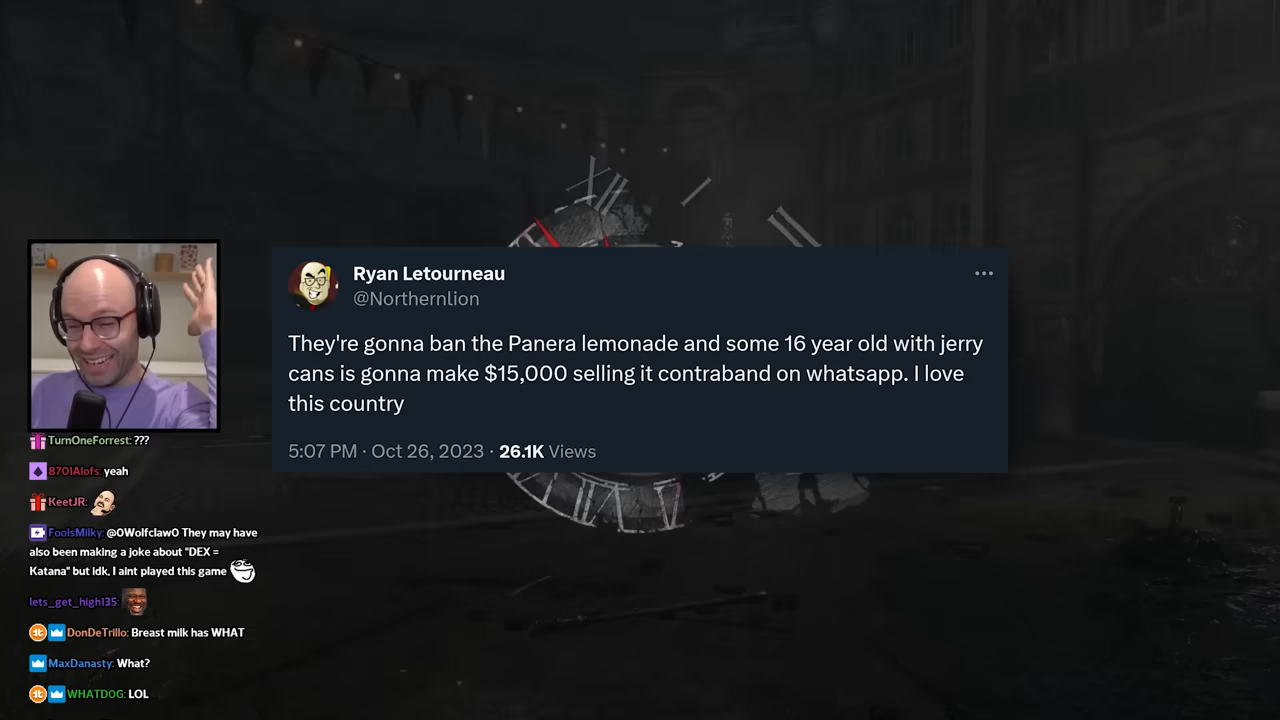 Ryan Letourneau
@Northernlion
They're gonna ban the Panera lemonade and some 16 year old with jerry
cans is gonna make $15,000 selling it contraband on whatsapp. I love
this country
5:07 PM · Oct 26, 2023 · 26.1K Views
TurnOneForrest: ???
8701Alofs: yeah
KeetJR:
FoolsMilky: @0Wolfclaw0 They may have
also been making a joke about "DEX =
Katana" but idk, I aint played this game
lets_get_high135:
DonDeTrillo: Breast milk has WHAT
MaxDanasty: What?
WHATDOG: LOL